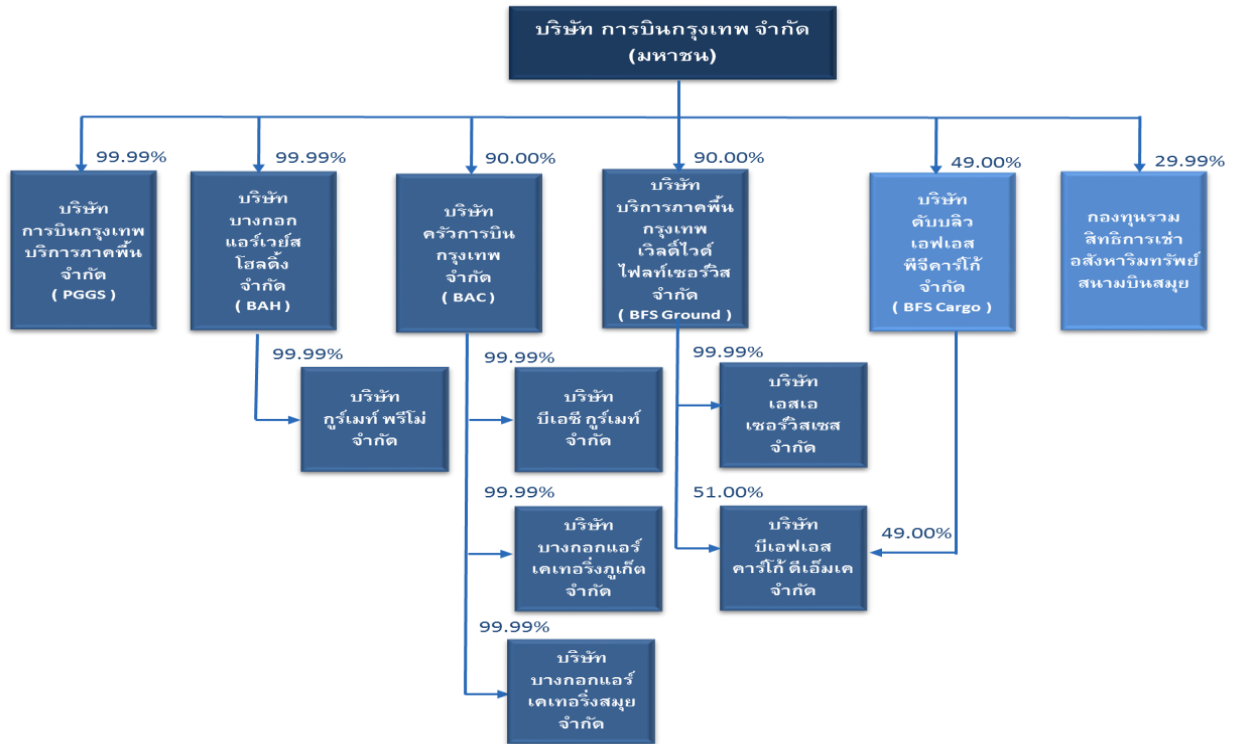 บริษัท การบินกรุงเทพ จำกัด
(มหาชน)
99.99%
99.99%
90.00%
90.00%
49.00%
29.99%
บริษัท
การบินกรุงเทพ
บริการภาคพื้น
จำกัด
( PGGS )
บริษัท
บางกอก
แอร์เวย์ส
โฮลดิ้ง
จำกัด
( BAH )
บริษัท
ครัวการบิน
กรุงเทพ
จำกัด
( BAC )
บริษัท
บริการภาคพื้น
กรุงเทพ
เวิลด์ไวด์
ไฟลท์เซอร์วิส
จำกัด
( BFS Ground )
บริษัท
ดับบลิว
เอฟเอส
พีจีคาร์โก้
จำกัด
( BFS Cargo )
กองทุนรวม
สิทธิการเช่า
อสังหาริมทรัพย์
สนามบินสมุย
99.99%
บริษัท
กูร์เมท์ พรีโม่
จำกัด
99.99%
บริษัท
บีเอซี กูร์เมท์
จำกัด
99.99%
บริษัท
เอสเอ
เซอร์วิสเซส
จำกัด
99.99%
บริษัท
บางกอกแอร์
เคเทอริ่งภูเก็ต
จำกัด
51.00%
บริษัท
บีเอฟเอส
คาร์โก้ ดีเอ็มเค
จำกัด
49.00%
99.99%
บริษัท
บางกอกแอร์
เคเทอริ่งสมุย
จำกัด